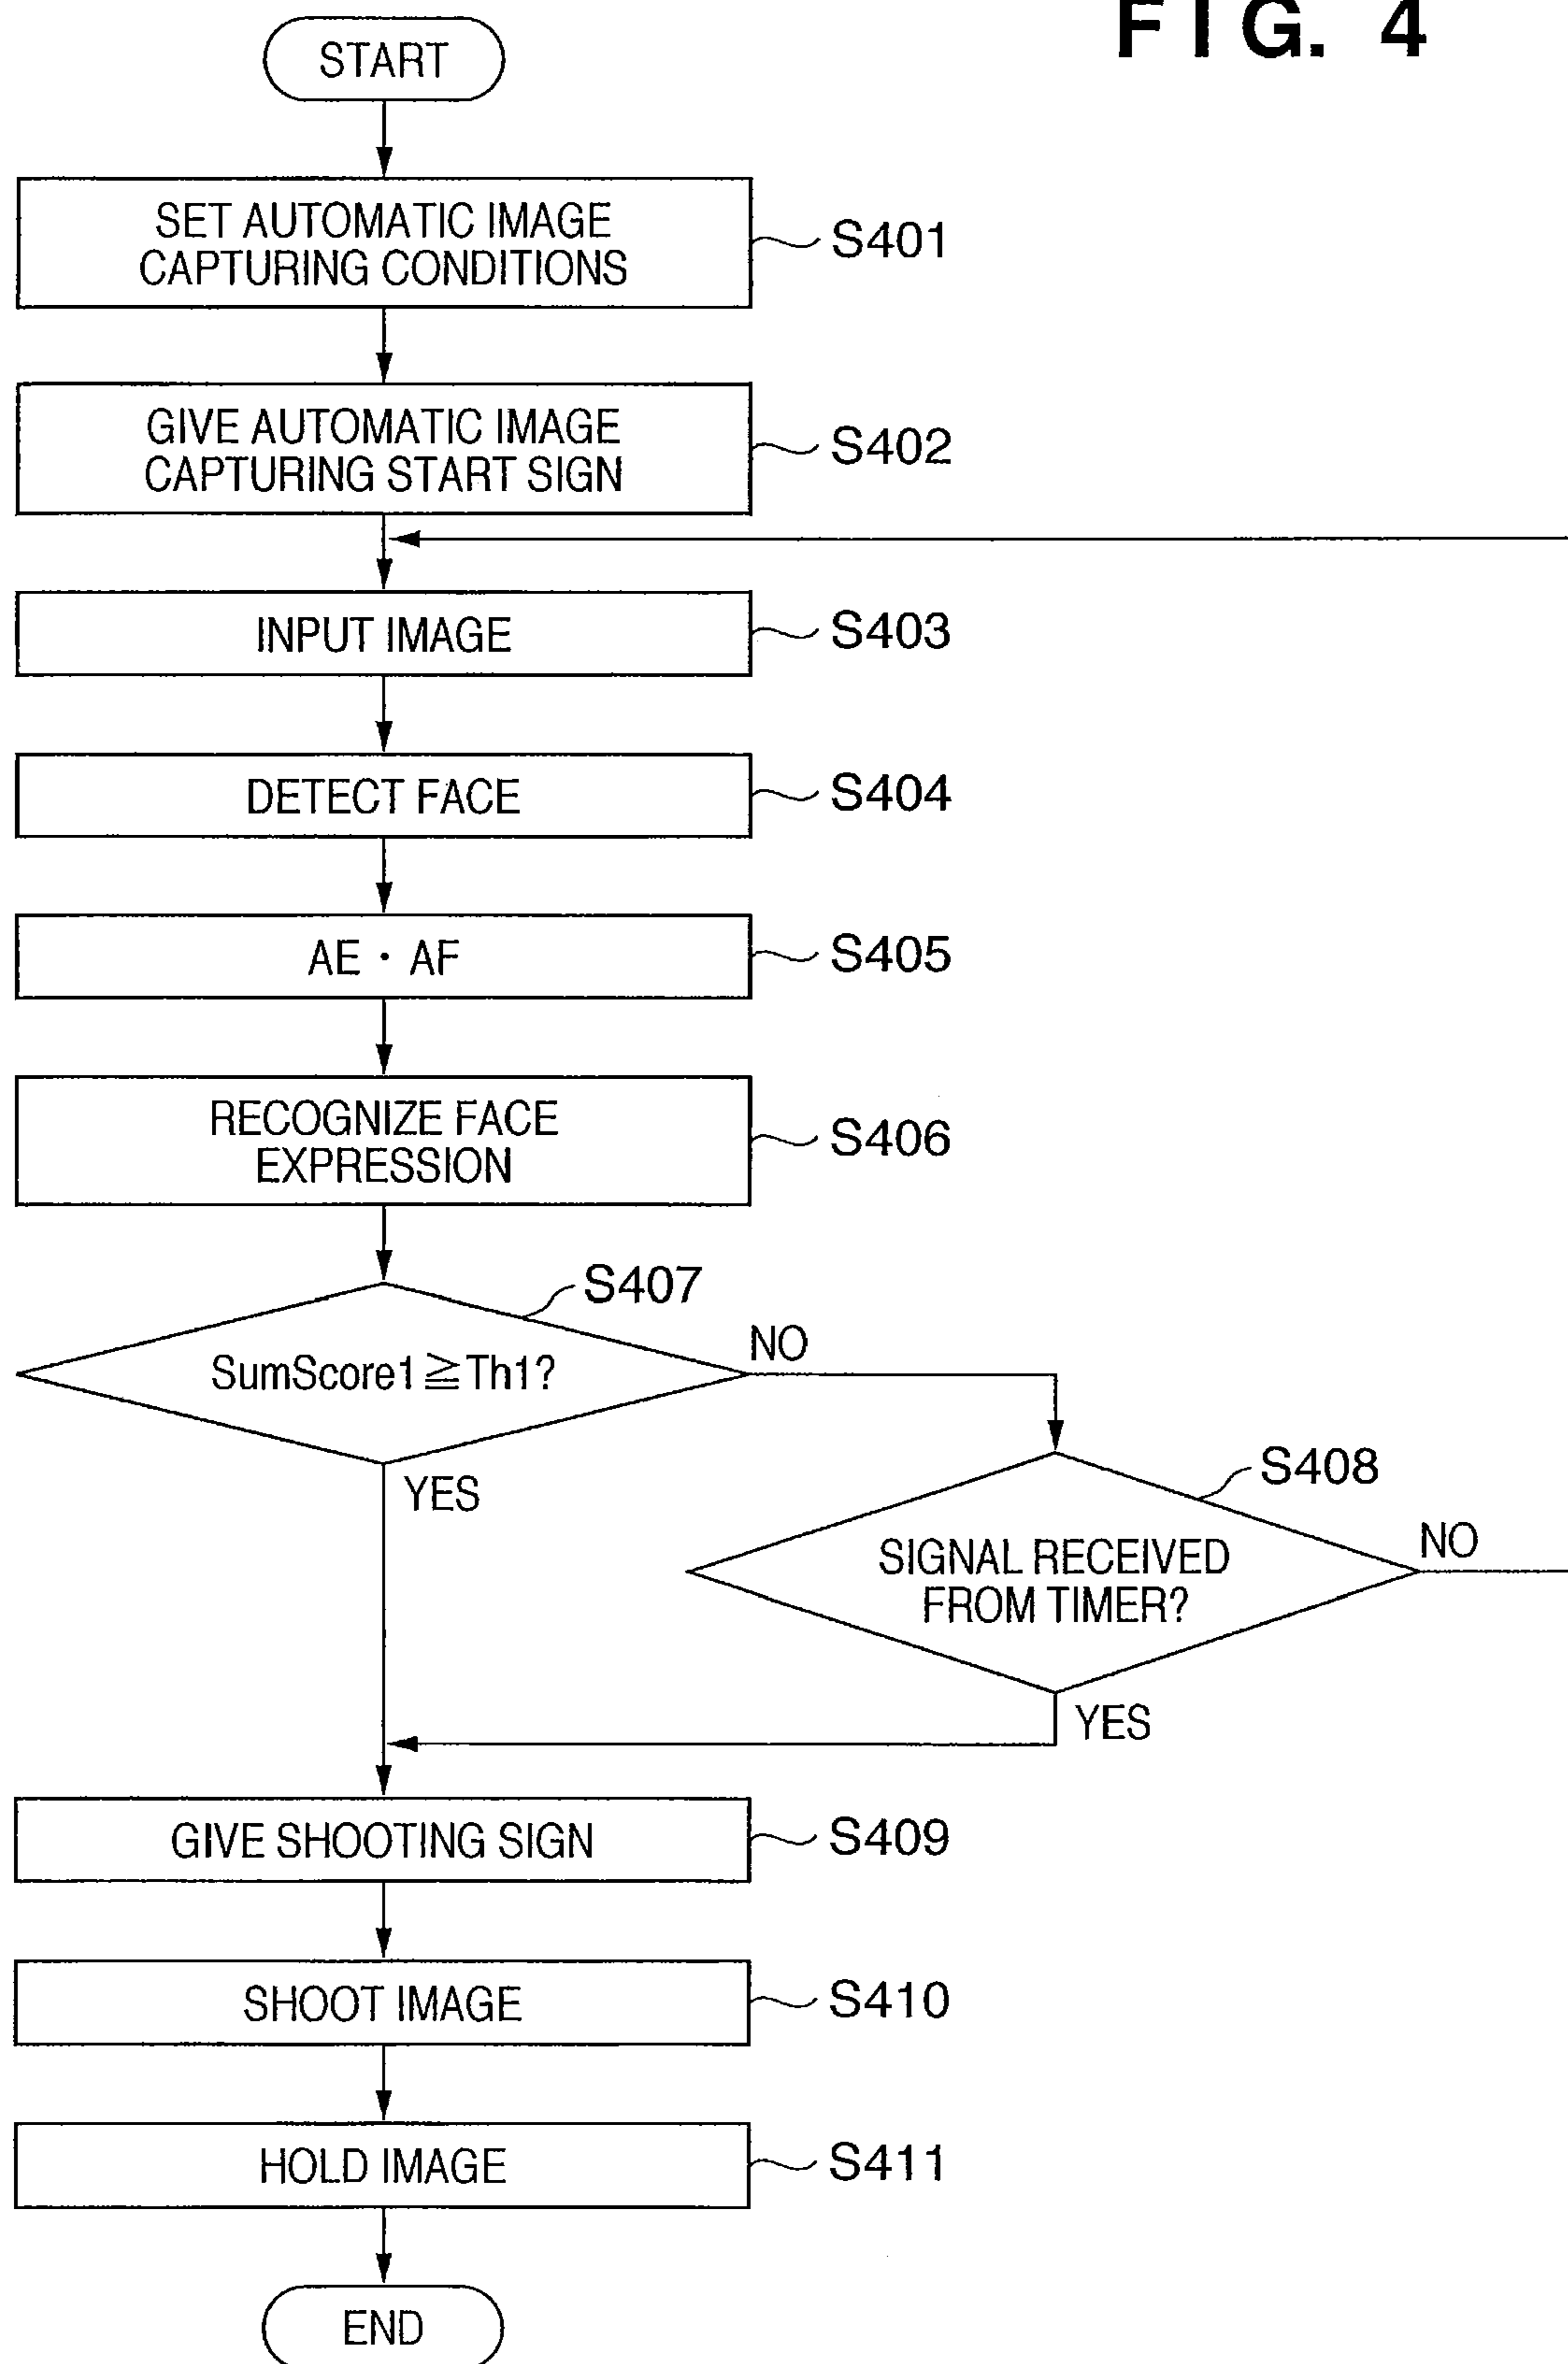 FIG. 4
START
SET AUTOMATIC IMAGE
CAPTURING CONDITIONS
S401
GIVE AUTOMATIC IMAGE
CAPTURING START SIGN
S402
INPUT IMAGE
S403
DETECT FACE
S404
AE · AF
S405
RECOGNIZE FACE
EXPRESSION
S406
S407
SumScore1≧Th1?
NO
YES
S408
SIGNAL RECEIVED
FROM TIMER?
NO
YES
GIVE SHOOTING SIGN
S409
SHOOT IMAGE
S410
HOLD IMAGE
S411
END